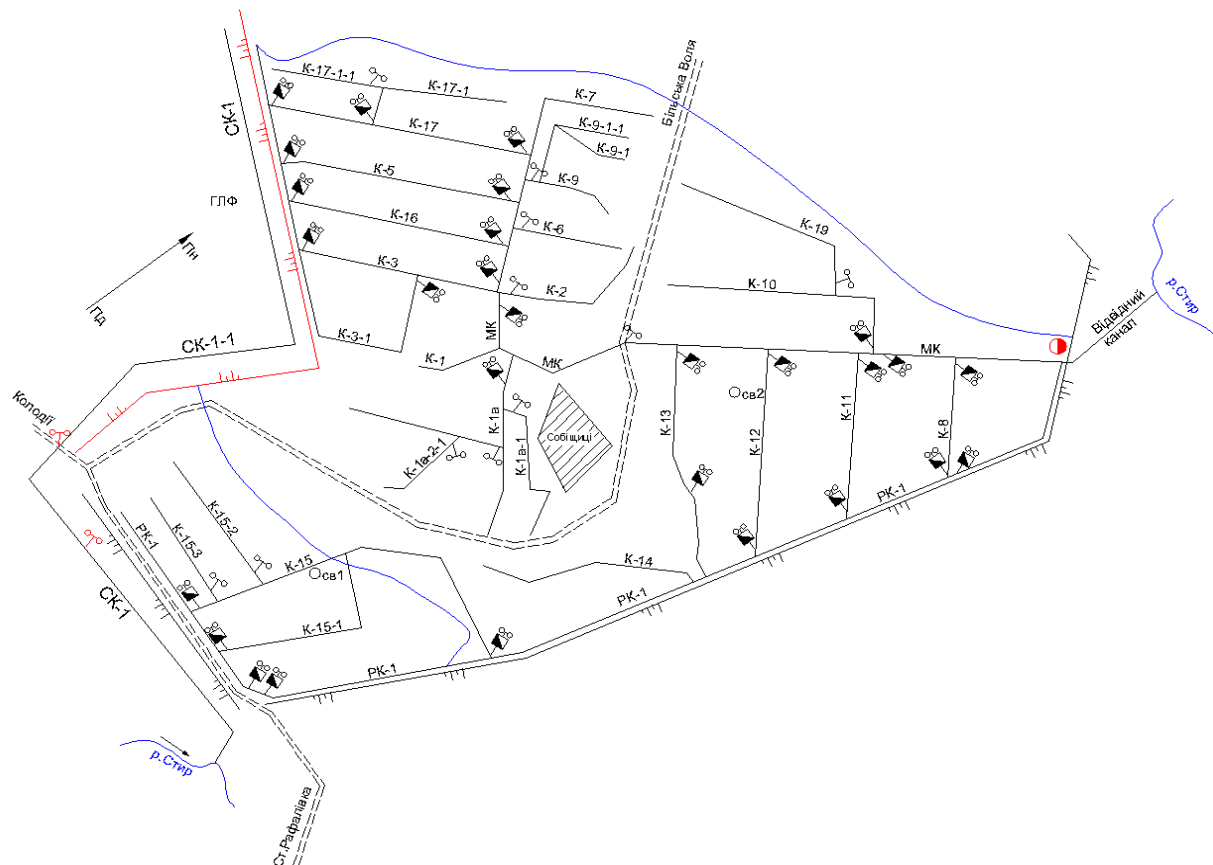 К-17-1-1
К-17-1
К-7
Більська Воля
СК-1
К-17
К-9-1-1
К-9-1
К-5
К-9
ГЛФ
К-16
К-6
К-19
Пн
К-3
К-2
К-10
р.Стир
Пд
Відвідний
канал
МК
К-3-1
СК-1-1
К-1
МК
МК
Колодії
св2
К-1а
К-13
К-11
К-12
К-8
Собіщиці
К-1а-1
К-1а-2-1
РК-1
К-15-2
РК-1
К-15-3
К-14
К-15
св1
СК-1
РК-1
К-15-1
РК-1
р.Стир
Ст.Рафалівка